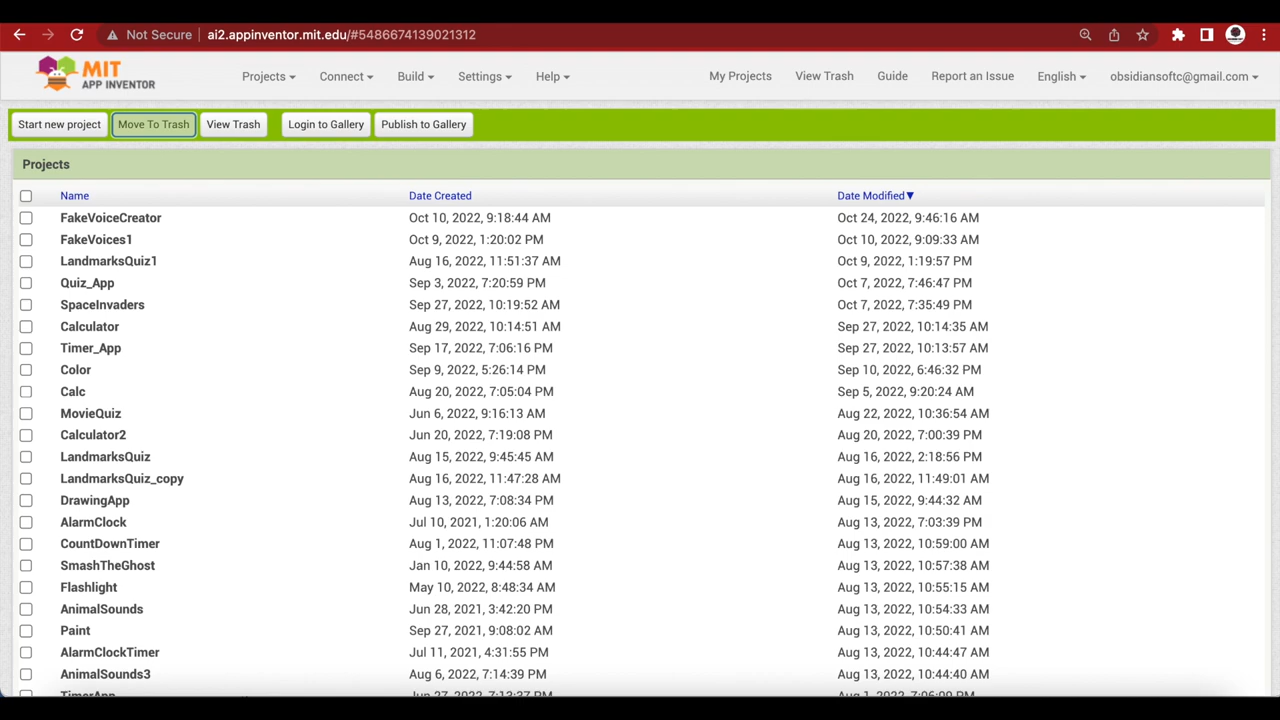 Not Secure ai2.appinventor.mit.edu/#5486674139021312
MIT APP INVENTOR Projects Connect Build Settings Help My Projects View Trash Guide Report an Issue English obsidiansoftc@gmail.com
Start new project Move To Trash View Trash Login to Gallery Publish to Gallery
Projects
Name Date Created Date Modified▼
FakeVoiceCreator Oct 10, 2022, 9:18:44 AM Oct 24, 2022, 9:46:16 AM
FakeVoices1 Oct 9, 2022, 1:20:02 PM Oct 10, 2022, 9:09:33 AM
LandmarksQuiz1 Aug 16, 2022, 11:51:37 AM Oct 9, 2022, 1:19:57 PM
Quiz_App Sep 3, 2022, 7:20:59 PM Oct 7, 2022, 7:46:47 PM
SpaceInvaders Sep 27, 2022, 10:19:52 AM Oct 7, 2022, 7:35:49 PM
Calculator Aug 29, 2022, 10:14:51 AM Sep 27, 2022, 10:14:35 AM
Timer_App Sep 17, 2022, 7:06:16 PM Sep 27, 2022, 10:13:57 AM
Color Sep 9, 2022, 5:26:14 PM Sep 10, 2022, 6:46:32 PM
Calc Aug 20, 2022, 7:05:04 PM Sep 5, 2022, 9:20:24 AM
MovieQuiz Jun 6, 2022, 9:16:13 AM Aug 22, 2022, 10:36:54 AM
Calculator2 Jun 20, 2022, 7:19:08 PM Aug 20, 2022, 7:00:39 PM
LandmarksQuiz Aug 15, 2022, 9:45:45 AM Aug 16, 2022, 2:18:56 PM
LandmarksQuiz_copy Aug 16, 2022, 11:47:28 AM Aug 16, 2022, 11:49:01 AM
DrawingApp Aug 13, 2022, 7:08:34 PM Aug 15, 2022, 9:44:32 AM
AlarmClock Jul 10, 2021, 1:20:06 AM Aug 13, 2022, 7:03:39 PM
CountDownTimer Aug 1, 2022, 11:07:48 PM Aug 13, 2022, 10:59:00 AM
SmashTheGhost Jan 10, 2022, 9:44:58 AM Aug 13, 2022, 10:57:38 AM
Flashlight May 10, 2022, 8:48:34 AM Aug 13, 2022, 10:55:15 AM
AnimalSounds Jun 28, 2021, 3:42:20 PM Aug 13, 2022, 10:54:33 AM
Paint Sep 27, 2021, 9:08:02 AM Aug 13, 2022, 10:50:41 AM
AlarmClockTimer Jul 11, 2021, 4:31:55 PM Aug 13, 2022, 10:44:47 AM
AnimalSounds3 Aug 6, 2022, 7:14:39 PM Aug 13, 2022, 10:44:40 AM
TimerApp Jun 27, 2022, 7:13:37 PM Aug 1, 2022, 7:06:09 PM